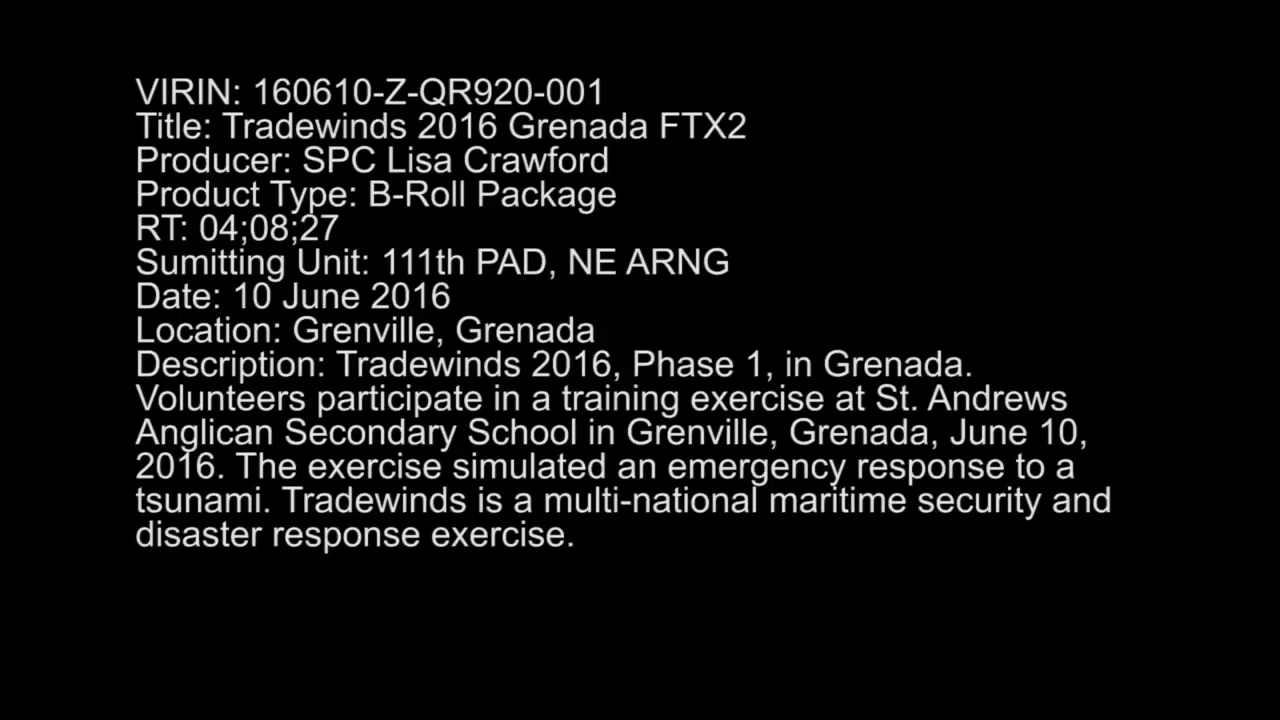 VIRIN: 160610-Z-QR920-001
Title: Tradewinds 2016 Grenada FTX2
Producer: SPC Lisa Crawford
Product Type: B-Roll Package
RT: 04;08;27
Sumitting Unit: 111th PAD, NE ARNG
Date: 10 June 2016
Location: Grenville, Grenada
Description: Tradewinds 2016, Phase 1, in Grenada.
Volunteers participate in a training exercise at St. Andrews
Anglican Secondary School in Grenville, Grenada, June 10,
2016. The exercise simulated an emergency response to a
tsunami. Tradewinds is a multi-national maritime security and
disaster response exercise.